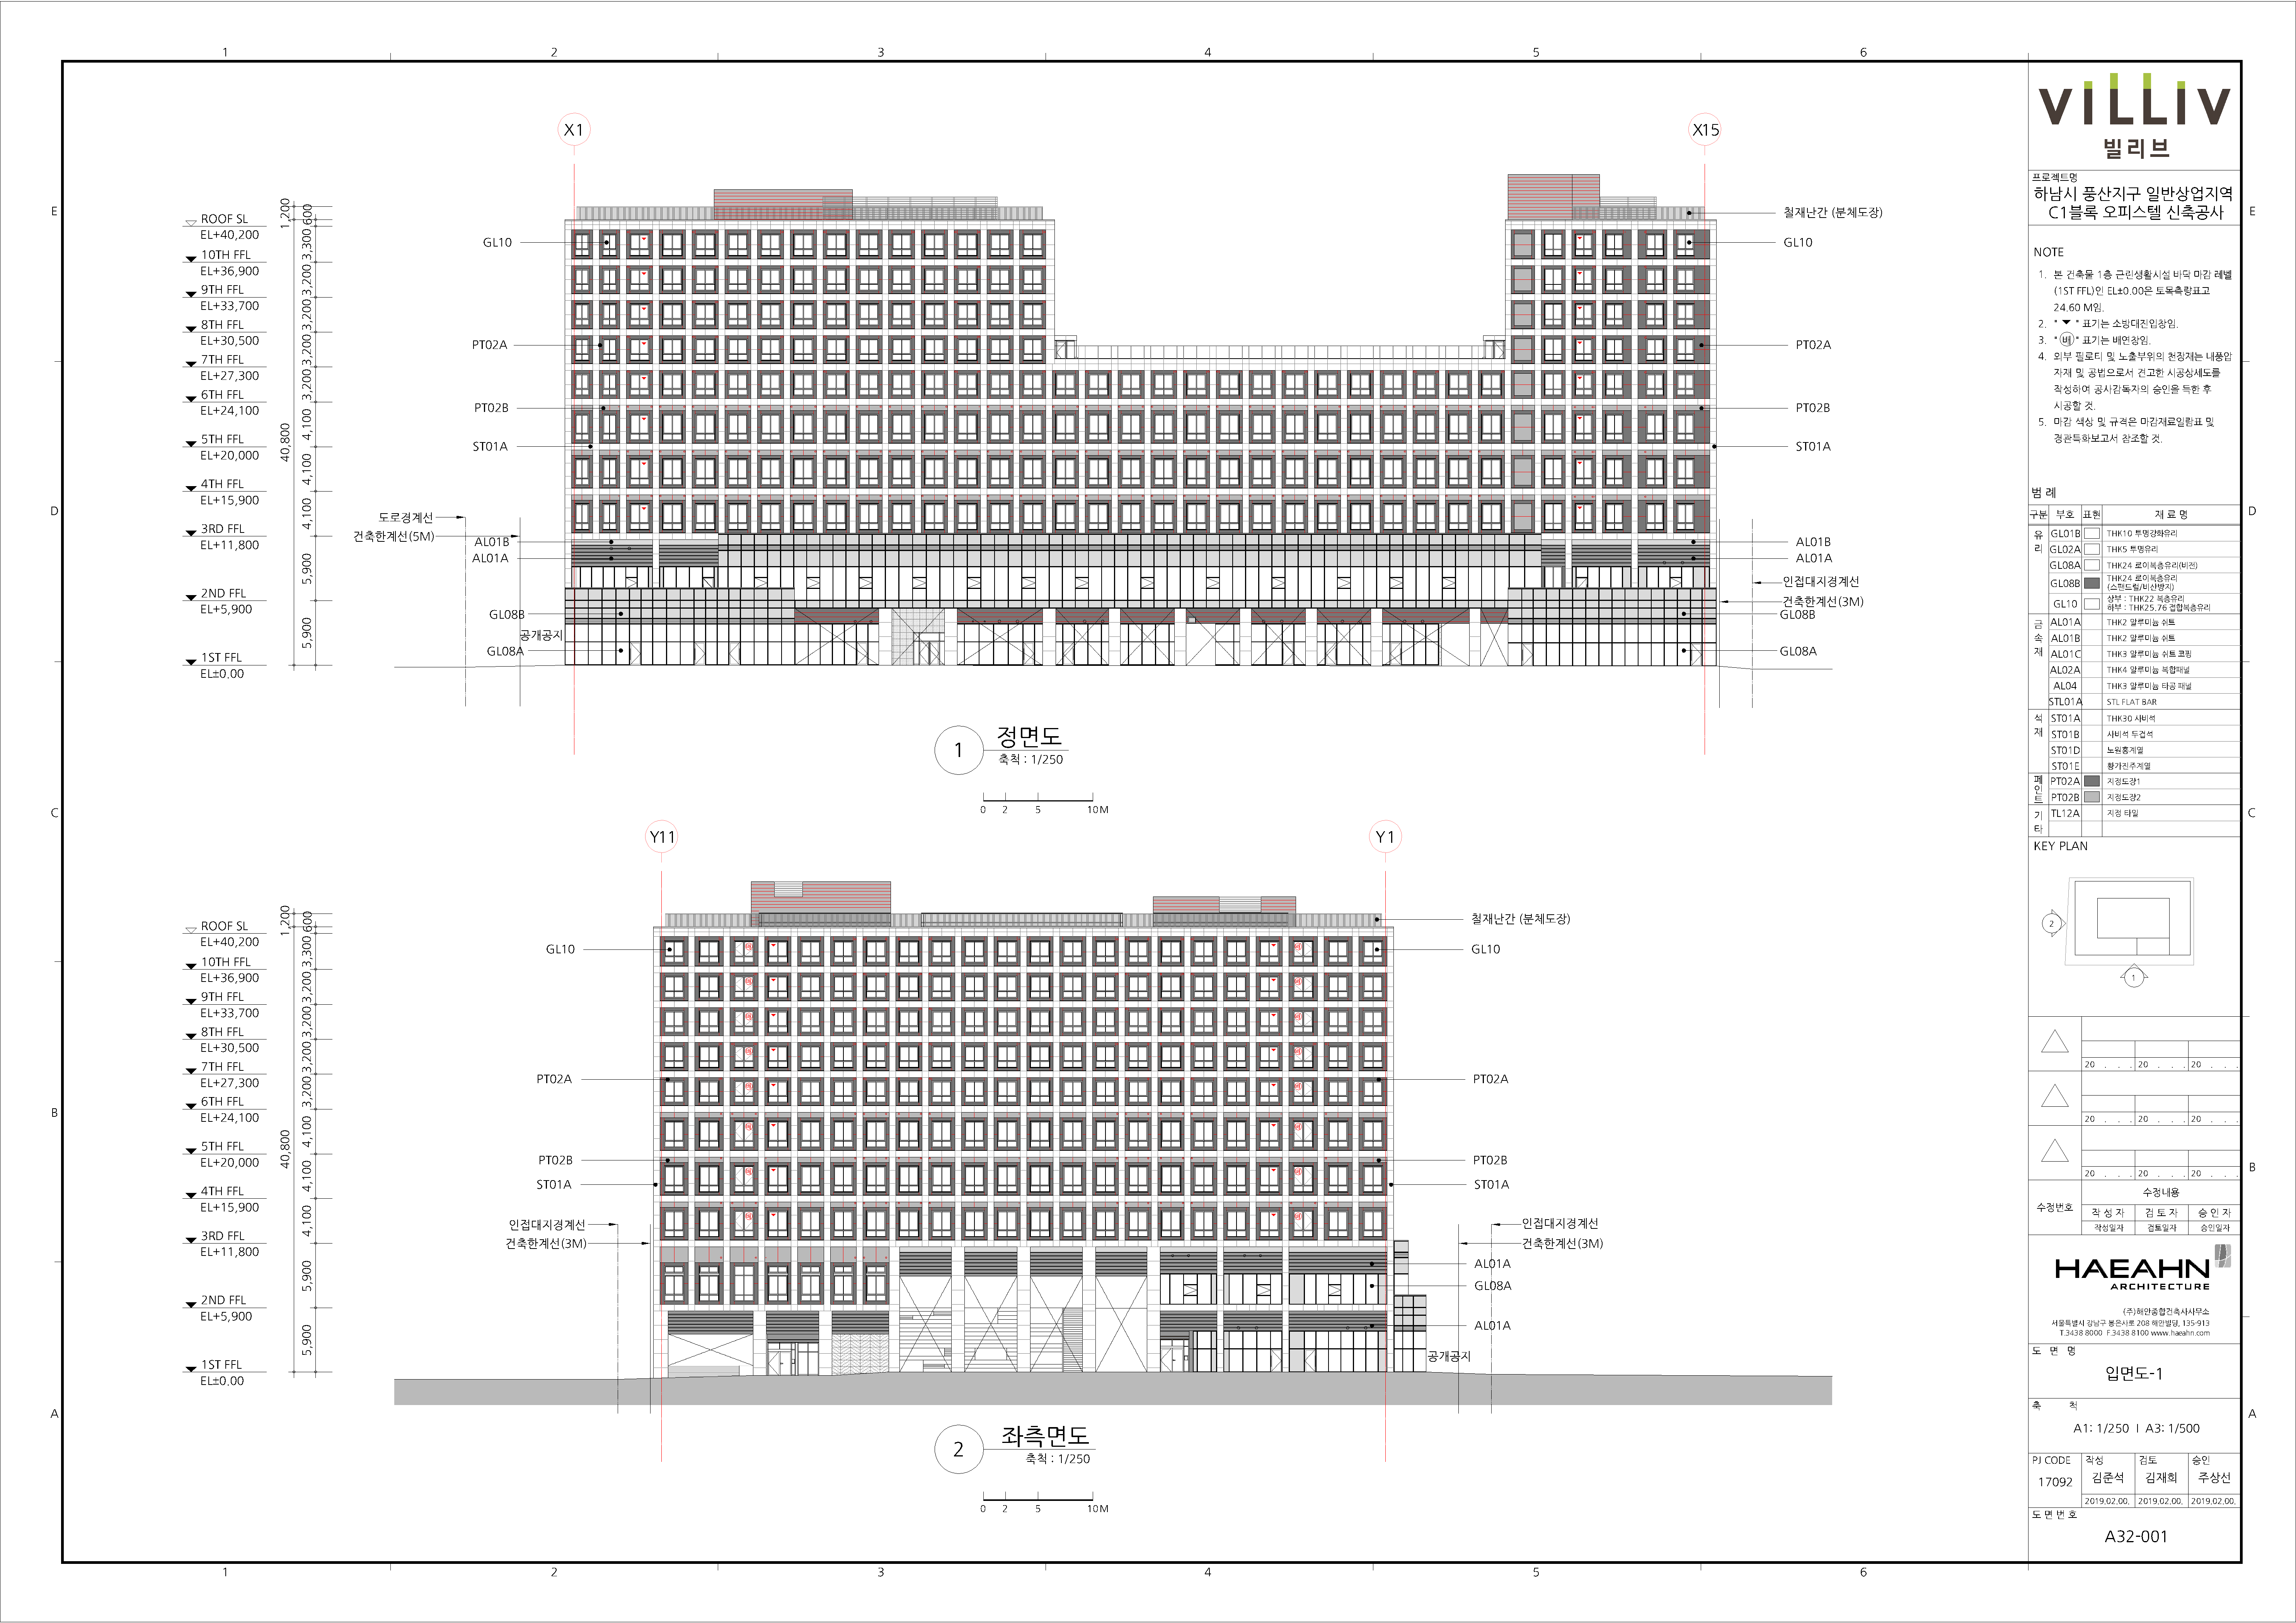 1
2
3
4
5
6
E
D
C
B
A
X1
X15
1,200
600
3,300
3,200
3,200
3,200
3,200
4,100
4,100
4,100
5,900
5,900
40,800
ROOF SL
EL+40,200
10TH FFL
EL+36,900
9TH FFL
EL+33,700
8TH FFL
EL+30,500
7TH FFL
EL+27,300
6TH FFL
EL+24,100
5TH FFL
EL+20,000
4TH FFL
EL+15,900
3RD FFL
EL+11,800
2ND FFL
EL+5,900
1ST FFL
EL±0.00
GL10
PT02A
PT02B
ST01A
도로경계선
건축한계선(5M)
AL01B
AL01A
GL08B
공개공지
GL08A
철재난간 (분체도장)
GL10
PT02A
PT02B
ST01A
AL01B
AL01A
인접대지경계선
건축한계선(3M)
GL08B
GL08A
1
정면도
축척 : 1/250
0 2 5 10M
Y11
Y1
1,200
600
3,300
3,200
3,200
3,200
3,200
4,100
4,100
4,100
5,900
5,900
40,800
ROOF SL
EL+40,200
10TH FFL
EL+36,900
9TH FFL
EL+33,700
8TH FFL
EL+30,500
7TH FFL
EL+27,300
6TH FFL
EL+24,100
5TH FFL
EL+20,000
4TH FFL
EL+15,900
3RD FFL
EL+11,800
2ND FFL
EL+5,900
1ST FFL
EL±0.00
GL10
PT02A
PT02B
ST01A
인접대지경계선
건축한계선(3M)
철재난간 (분체도장)
GL10
PT02A
PT02B
ST01A
인접대지경계선
건축한계선(3M)
AL01A
GL08A
AL01A
공개공지
2
좌측면도
축척 : 1/250
0 2 5 10M
ViLLiV
빌리브
프로젝트명
하남시 풍산지구 일반상업지역
C1블록 오피스텔 신축공사
NOTE
1. 본 건축물 1층 근린생활시설 바닥 마감 레벨
(1ST FFL)인 EL±0.00은 토목측량표고
24.60 M임.
2. " ▼ " 표기는 소방대진입창임.
3. " 배 " 표기는 배연창임.
4. 외부 필로티 및 노출부위의 천장재는 내풍압
자재 및 공법으로서 견고한 시공상세도를
작성하여 공사감독자의 승인을 득한 후
시공할 것.
5. 마감 색상 및 규격은 마감재료일람표 및
경관특화보고서 참조할 것.
범 례
구분 부호 표현 재 료 명
유리
GL01B THK10 투명강화유리
GL02A THK5 투명유리
GL08A THK24 로이복층유리(비전)
GL08B THK24 로이복층유리
(스팬드럴/비산방지)
GL10 상부 : THK22 복층유리
하부 : THK25.76 접합복층유리
금속재
AL01A THK2 알루미늄 쉬트
AL01B THK2 알루미늄 쉬트
AL01C THK3 알루미늄 쉬트 코핑
AL02A THK4 알루미늄 복합패널
AL04 THK3 알루미늄 타공 패널
STL01A STL FLAT BAR
석재
ST01A THK30 사비석
ST01B 사비석 두겁석
ST01D 노원홍계열
ST01E 황가진주계열
페인트
PT02A 지정도장1
PT02B 지정도장2
기타
TL12A 지정 타일
KEY PLAN
2
1
20 . . . 20 . . . 20 . . .
20 . . . 20 . . . 20 . . .
20 . . . 20 . . . 20 . . .
수정번호
수정내용
작 성 자 검 토 자 승 인 자
작성일자 검토일자 승인일자
HAEAHN
ARCHITECTURE
(주)해안종합건축사사무소
서울특별시 강남구 봉은사로 208 해안빌딩, 135-913
T.3438 8000 F.3438 8100 www.haeahn.com
도 면 명
입면도-1
축 척
A1: 1/250 I A3: 1/500
PJ CODE 작성 검토 승인
17092 김준석 김재희 주상선
2019.02.00. 2019.02.00. 2019.02.00.
도 면 번 호
A32-001
E
D
C
B
A
1
2
3
4
5
6